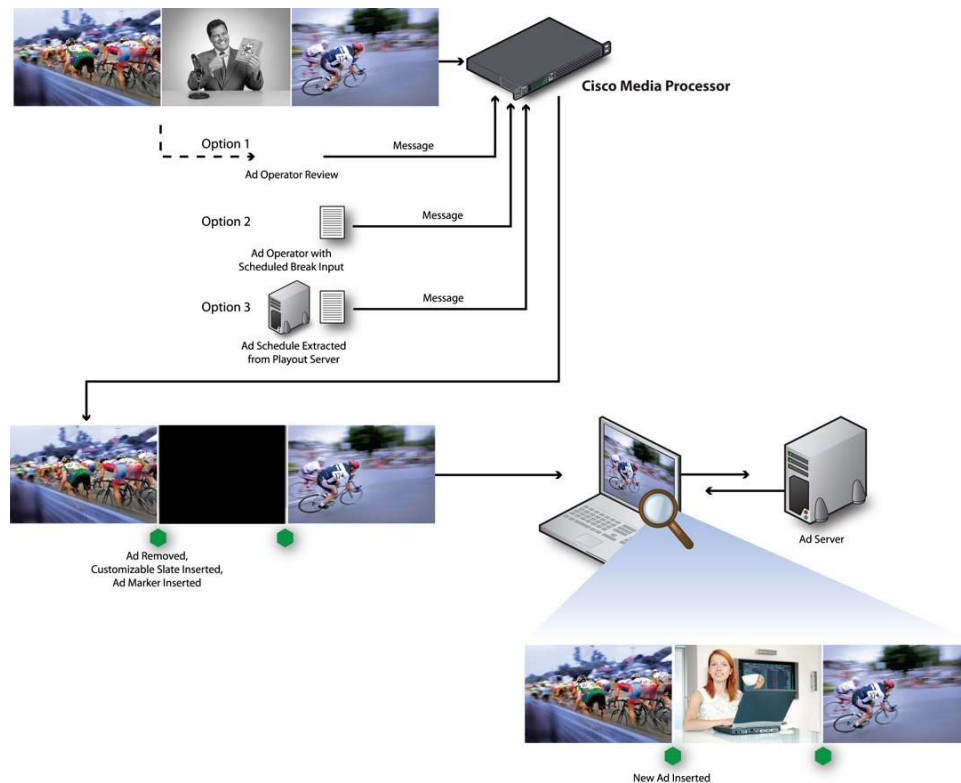 Cisco Media Processor
Option 1
Message
Ad Operator Review
Option 2
Message
Ad Operator with
Scheduled Break Input
Option 3
Message
Ad Schedule Extracted
from Playout Server
Ad Removed,
Customizable Slate Inserted,
Ad Marker Inserted
Ad Server
New Ad Inserted